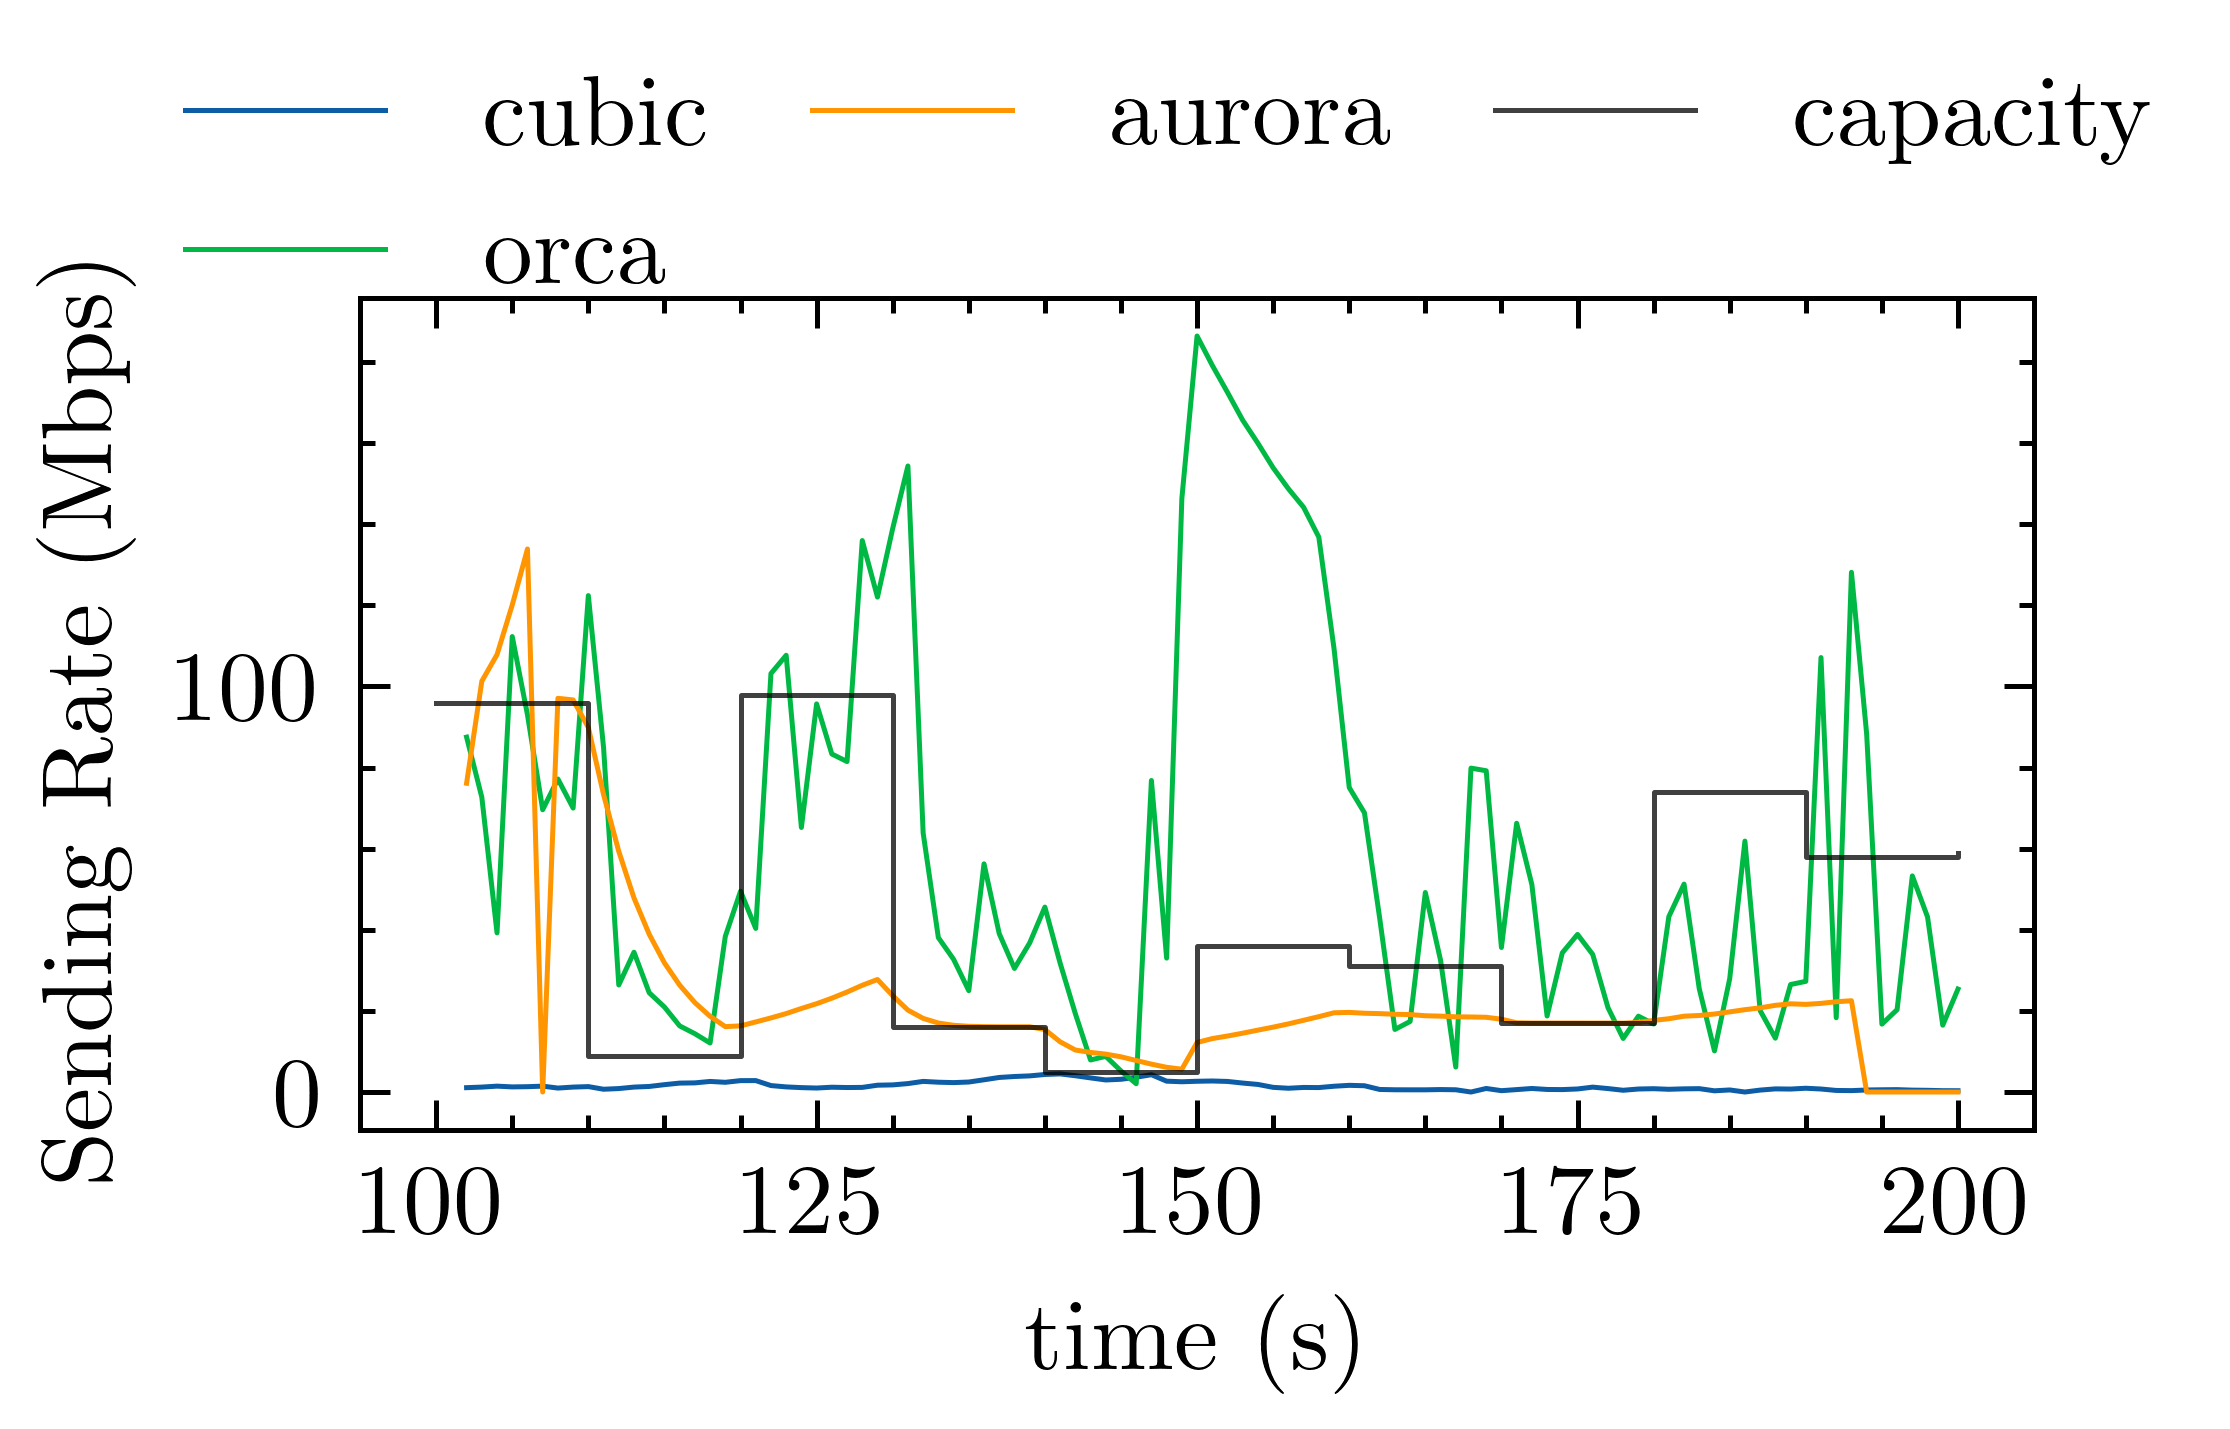 cubic aurora capacity
orca
Sending Rate (Mbps)
100
0
100 125 150 175 200
time (s)